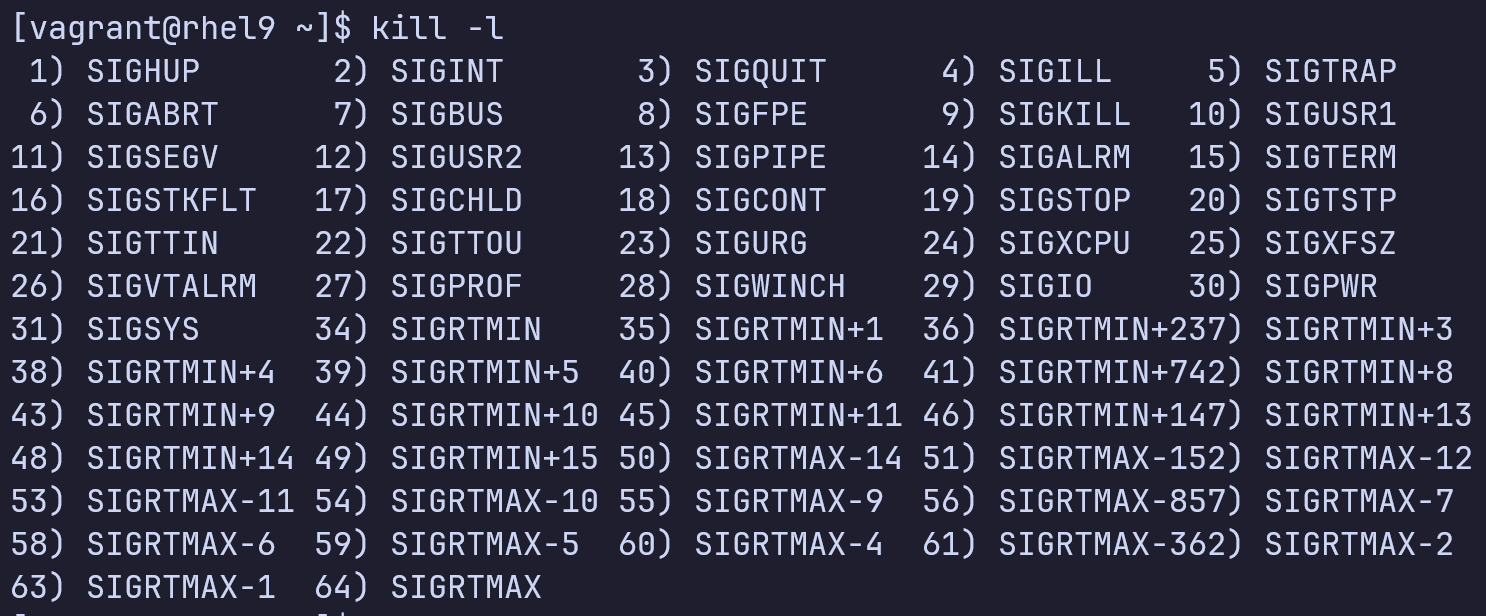 [vagrant@rhel9 ~]$ kill -l
 1) SIGHUP       2) SIGINT       3) SIGQUIT      4) SIGILL     5) SIGTRAP
 6) SIGABRT      7) SIGBUS       8) SIGFPE       9) SIGKILL   10) SIGUSR1
11) SIGSEGV     12) SIGUSR2     13) SIGPIPE     14) SIGALRM   15) SIGTERM
16) SIGSTKFLT   17) SIGCHLD     18) SIGCONT     19) SIGSTOP   20) SIGTSTP
21) SIGTTIN     22) SIGTTOU     23) SIGURG      24) SIGXCPU   25) SIGXFSZ
26) SIGVTALRM   27) SIGPROF     28) SIGWINCH    29) SIGIO     30) SIGPWR
31) SIGSYS      34) SIGRTMIN    35) SIGRTMIN+1  36) SIGRTMIN+237) SIGRTMIN+3
38) SIGRTMIN+4  39) SIGRTMIN+5  40) SIGRTMIN+6  41) SIGRTMIN+742) SIGRTMIN+8
43) SIGRTMIN+9  44) SIGRTMIN+10 45) SIGRTMIN+11 46) SIGRTMIN+147) SIGRTMIN+13
48) SIGRTMIN+14 49) SIGRTMIN+15 50) SIGRTMAX-14 51) SIGRTMAX-152) SIGRTMAX-12
53) SIGRTMAX-11 54) SIGRTMAX-10 55) SIGRTMAX-9  56) SIGRTMAX-857) SIGRTMAX-7
58) SIGRTMAX-6  59) SIGRTMAX-5  60) SIGRTMAX-4  61) SIGRTMAX-362) SIGRTMAX-2
63) SIGRTMAX-1  64) SIGRTMAX